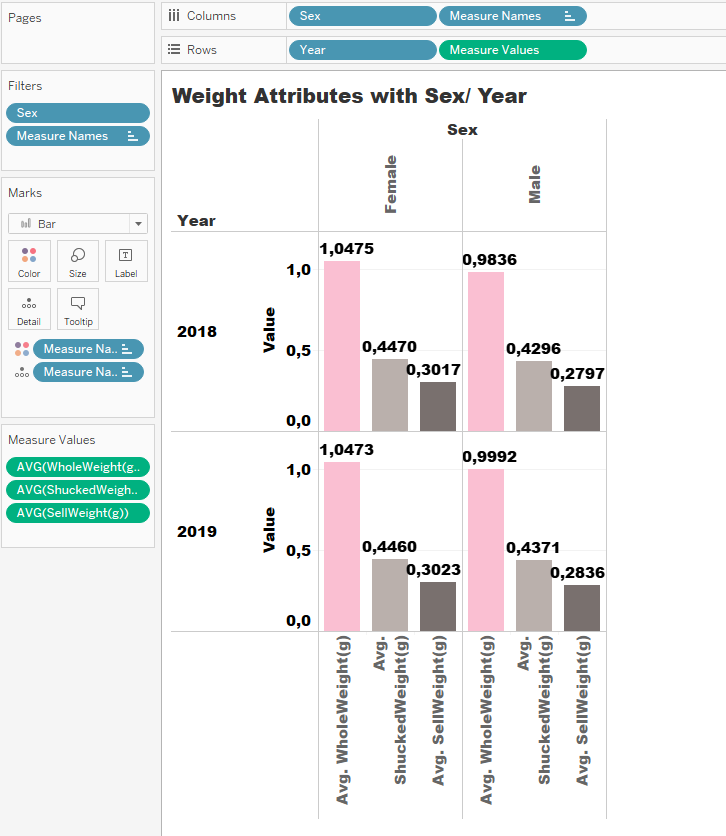 Pages
Columns
Sex
Measure Names
Rows
Year
Measure Values
Filters
Sex
Measure Names
Marks
Bar
Color
Size
Label
Detail
Tooltip
Measure Na..
Measure Na..
Measure Values
AVG(WholeWeight(g..
AVG(ShuckedWeigh..
AVG(SellWeight(g))
Weight Attributes with Sex/ Year
Sex
Year
Female
Male
2018
Value
1,0
0,5
0,0
1,0475
0,4470
0,3017
0,9836
0,4296
0,2797
2019
Value
1,0
0,5
0,0
1,0473
0,4460
0,3023
0,9992
0,4371
0,2836
Avg. WholeWeight(g)
Avg.
ShuckedWeight(g)
Avg. SellWeight(g)
Avg. WholeWeight(g)
Avg.
ShuckedWeight(g)
Avg. SellWeight(g)